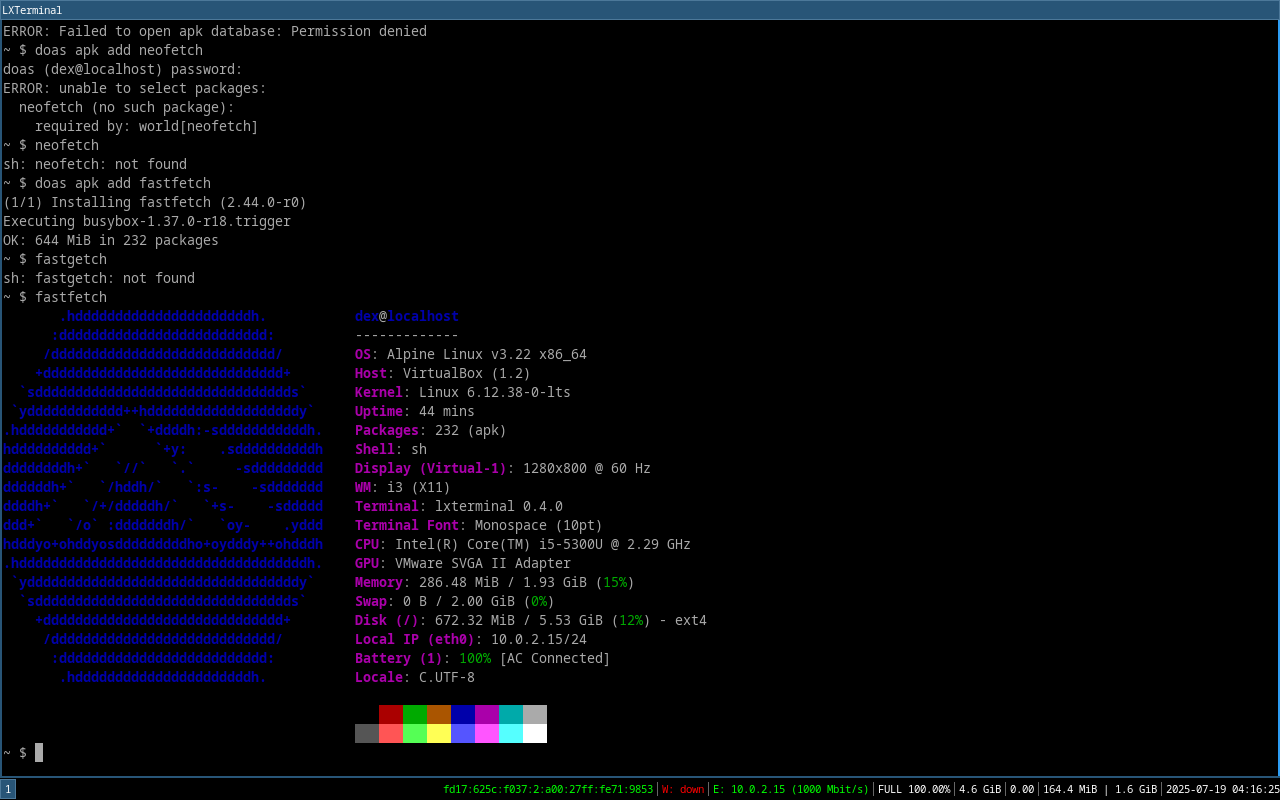 LXTerminal
ERROR: Failed to open apk database: Permission denied
~ $ doas apk add neofetch
doas (dex@localhost) password:
ERROR: unable to select packages:
  neofetch (no such package):
    required by: world[neofetch]
~ $ neofetch
sh: neofetch: not found
~ $ doas apk add fastfetch
(1/1) Installing fastfetch (2.44.0-r0)
Executing busybox-1.37.0-r18.trigger
OK: 644 MiB in 232 packages
~ $ fastgetch
sh: fastgetch: not found
~ $ fastfetch
       .hddddddddddddddddddddddh.           dex@localhost
      :dddddddddddddddddddddddddd:          -------------
     /dddddddddddddddddddddddddddd/         OS: Alpine Linux v3.22 x86_64
    +dddddddddddddddddddddddddddddd+        Host: VirtualBox (1.2)
  `sdddddddddddddddddddddddddddddddds`      Kernel: Linux 6.12.38-0-lts
 `ydddddddddddd++hdddddddddddddddddddy`     Uptime: 44 mins
.hddddddddddd+`  `+ddddh:-sdddddddddddh.    Packages: 232 (apk)
hdddddddddd+`      `+y:    .sddddddddddh    Shell: sh
ddddddddh+`   `//`   `.`     -sddddddddd    Display (Virtual-1): 1280x800 @ 60 Hz
ddddddh+`   `/hddh/`   `:s-    -sddddddd    WM: i3 (X11)
ddddh+`   `/+/dddddh/`   `+s-    -sddddd    Terminal: lxterminal 0.4.0
ddd+`   `/o` :dddddddh/`   `oy-    .yddd    Terminal Font: Monospace (10pt)
hdddyo+ohddyosdddddddddho+oydddy++ohdddh    CPU: Intel(R) Core(TM) i5-5300U @ 2.29 GHz
.hddddddddddddddddddddddddddddddddddddh.    GPU: VMware SVGA II Adapter
 `yddddddddddddddddddddddddddddddddddy`     Memory: 286.48 MiB / 1.93 GiB (15%)
  `sdddddddddddddddddddddddddddddddds`      Swap: 0 B / 2.00 GiB (0%)
    +dddddddddddddddddddddddddddddd+        Disk (/): 672.32 MiB / 5.53 GiB (12%) - ext4
     /dddddddddddddddddddddddddddd/         Local IP (eth0): 10.0.2.15/24
      :dddddddddddddddddddddddddd:          Battery (1): 100% [AC Connected]
       .hddddddddddddddddddddddh.           Locale: C.UTF-8
~ $
1 fd17:625c:f037:2:a00:27ff:fe71:9853 W: down E: 10.0.2.15 (1000 Mbit/s) FULL 100.00% 4.6 GiB 0.00 164.4 MiB | 1.6 GiB 2025-07-19 04:16:25